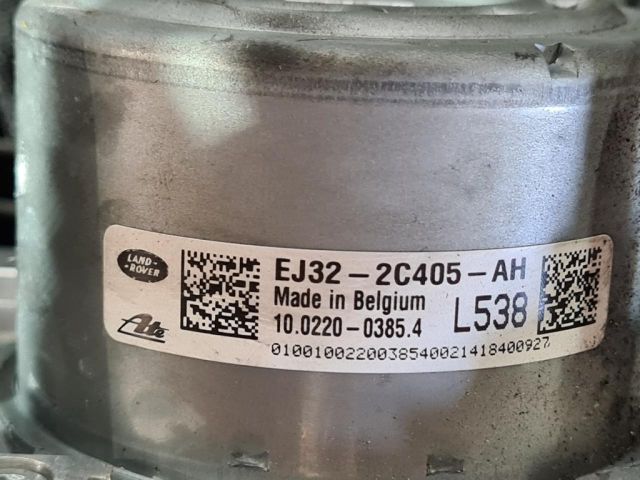 LAND-
ROVER
Ate
EJ32-2C405-AH
Made in Belgium
10.0220-0385.4
L538
0100100220038540021418400927